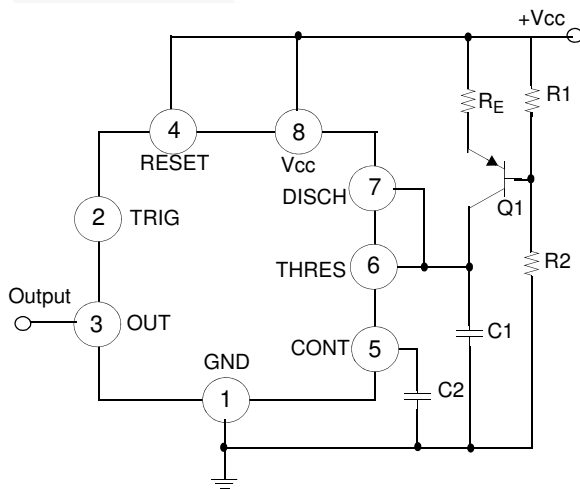 +Vcc
4
8
RE
R1
RESET
Vcc
7
DISCH
Q1
2
TRIG
6
THRES
R2
Output
3
OUT
C1
GND
CONT
5
C2
1